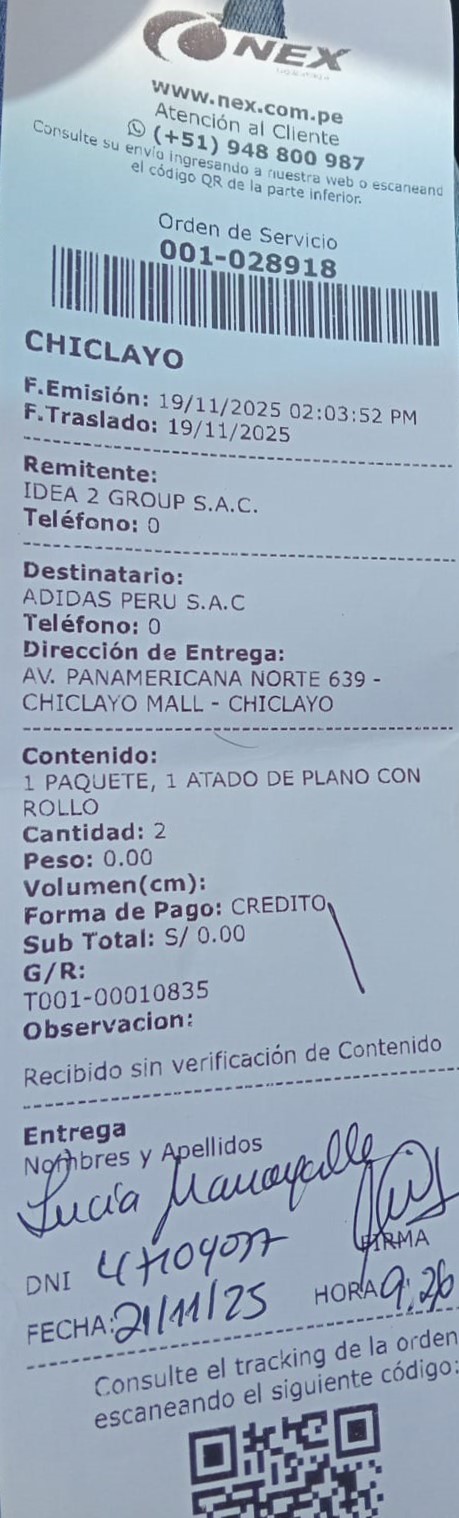 NEX
www.nex.com.pe
Atención al Cliente
(+51) 948 800 987
Consulte su envío ingresando a nuestra web o escaneand
el código QR de la parte inferior.
Orden de Servicio
001-028918
CHICLAYO
F.Emisión: 19/11/2025 02:03:52 PM
F.Traslado: 19/11/2025
Remitente:
IDEA 2 GROUP S.A.C.
Teléfono: 0
Destinatario:
ADIDAS PERU S.A.C
Teléfono: 0
Dirección de Entrega:
AV. PANAMERICANA NORTE 639 -
CHICLAYO MALL - CHICLAYO
Contenido:
1 PAQUETE, 1 ATADO DE PLANO CON
ROLLO
Cantidad: 2
Peso: 0.00
Volumen(cm):
Forma de Pago: CREDITO
Sub Total: S/ 0.00
G/R:
T001-00010835
Observacion:
Recibido sin verificación de Contenido
Entrega
Nombres y Apellidos
Lucía
FIRMA
DNI
FECHA: 21/11/25 HORA 9:26
Consulte el tracking de la orden
escaneando el siguiente código: